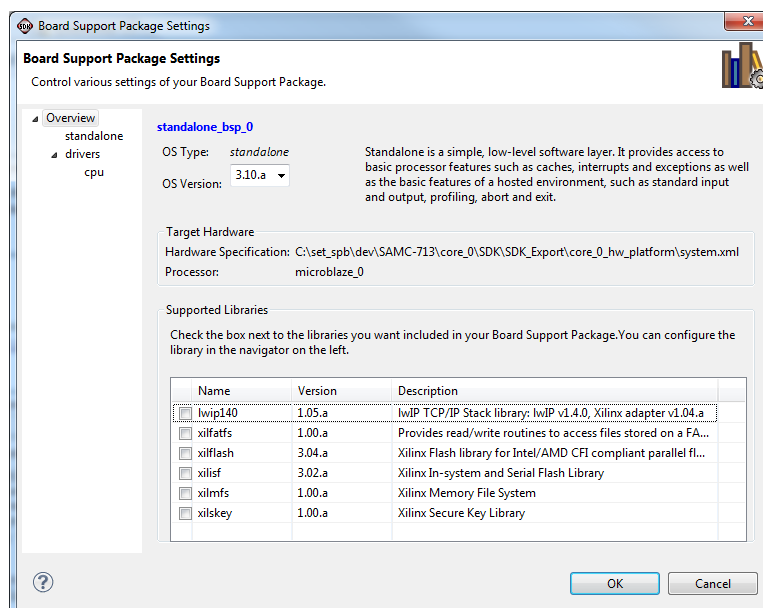 SDK Board Support Package Settings
Board Support Package Settings
Control various settings of your Board Support Package.
Overview
standalone
drivers
cpu
standalone_bsp_0
OS Type: standalone
OS Version: 3.10.a
Standalone is a simple, low-level software layer. It provides access to
basic processor features such as caches, interrupts and exceptions as well
as the basic features of a hosted environment, such as standard input
and output, profiling, abort and exit.
Target Hardware
Hardware Specification: C:\set_spb\dev\SAMC-713\core_0\SDK\SDK_Export\core_0_hw_platform\system.xml
Processor: microblaze_0
Supported Libraries
Check the box next to the libraries you want included in your Board Support Package.You can configure the
library in the navigator on the left.
Name Version Description
lwip140 1.05.a lwIP TCP/IP Stack library: lwIP v1.4.0, Xilinx adapter v1.04.a
xilfatfs 1.00.a Provides read/write routines to access files stored on a FA...
xilflash 3.04.a Xilinx Flash library for Intel/AMD CFI compliant parallel fl...
xilisf 3.02.a Xilinx In-system and Serial Flash Library
xilmfs 1.00.a Xilinx Memory File System
xilskey 1.00.a Xilinx Secure Key Library
? OK Cancel